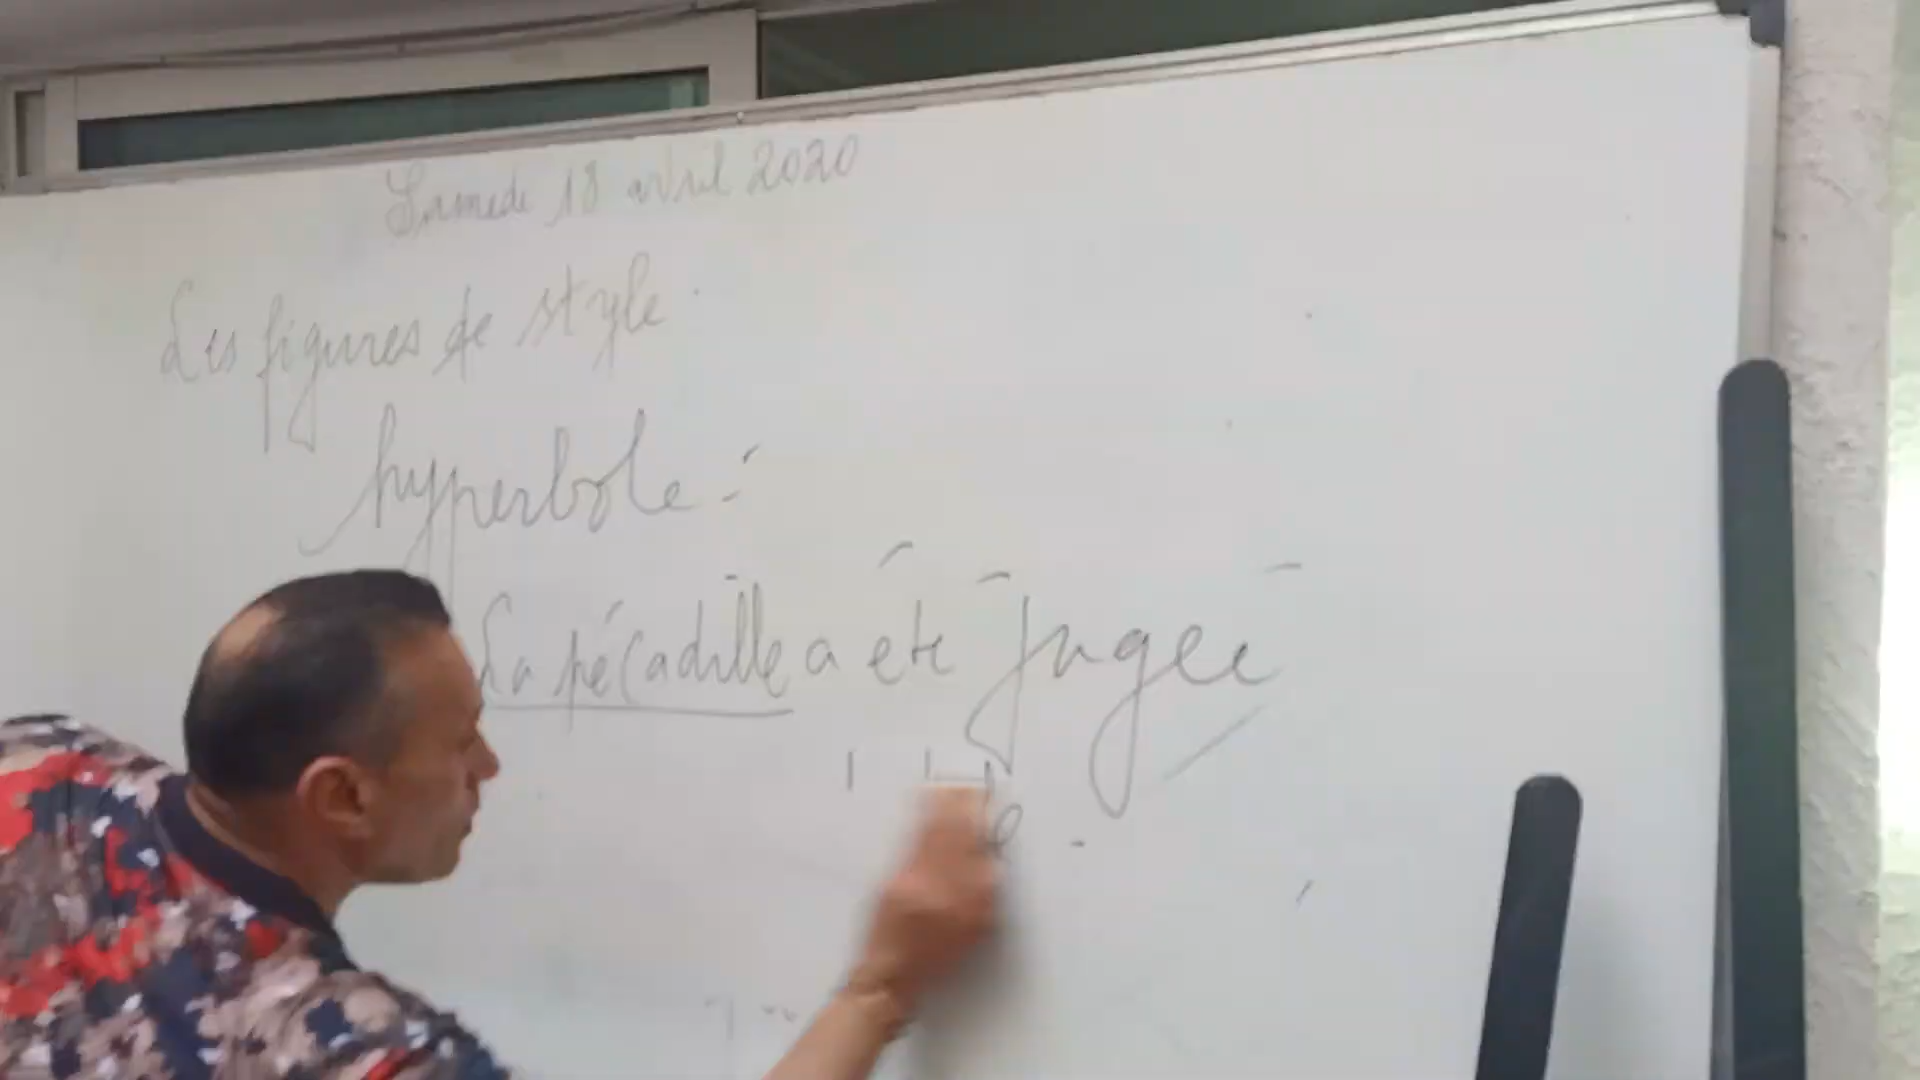 Samedi 18 avril 2020
Les figures de style
hyperbole :
La pécadille a été jugée